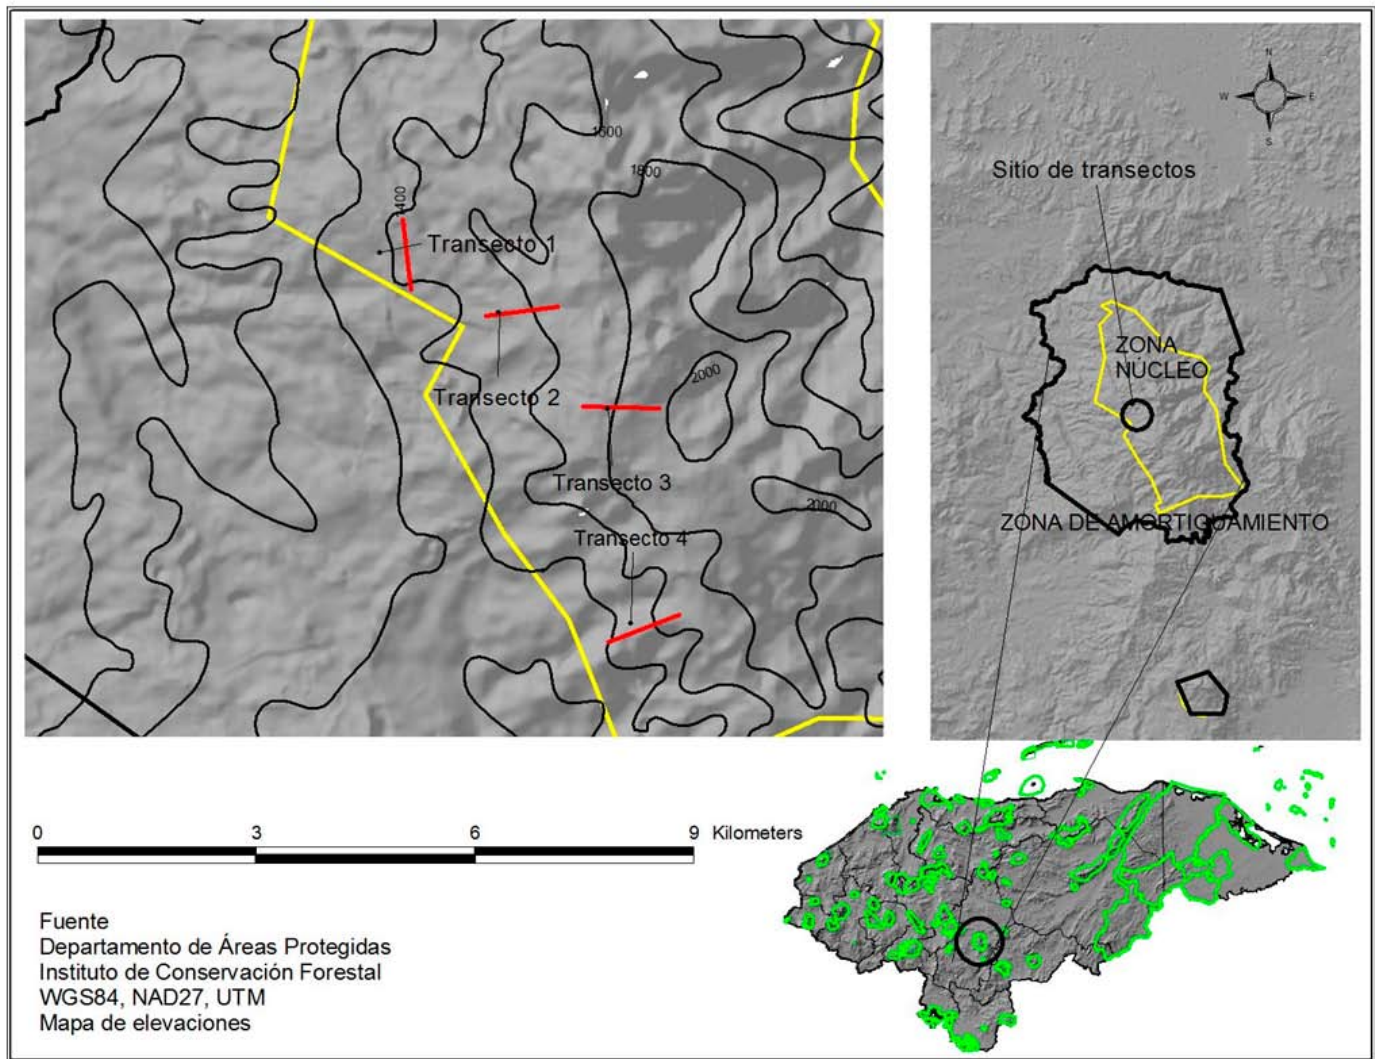 1600
1800
1400
Transecto 1
2000
Transecto 2
Transecto 3
2000
Transecto 4
N
W
E
S
Sitio de transectos
ZONA
NÚCLEO
ZONA DE AMORTIGUAMIENTO
0
3
6
9 Kilometers
Fuente
Departamento de Áreas Protegidas
Instituto de Conservación Forestal
WGS84, NAD27, UTM
Mapa de elevaciones